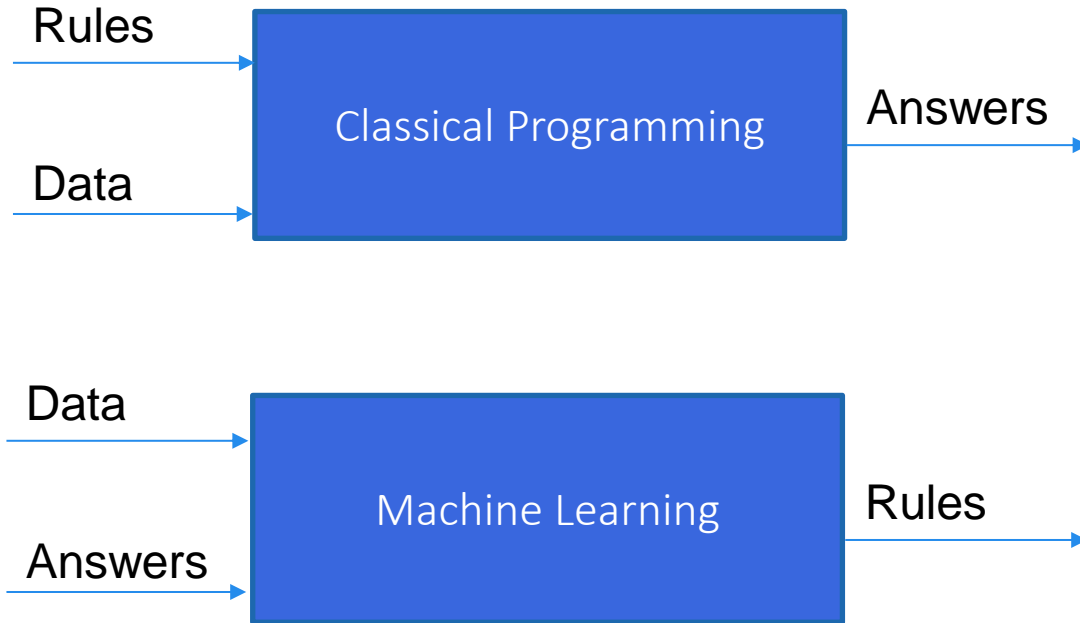 Rules
Classical Programming
Answers
Data
Data
Machine Learning
Rules
Answers